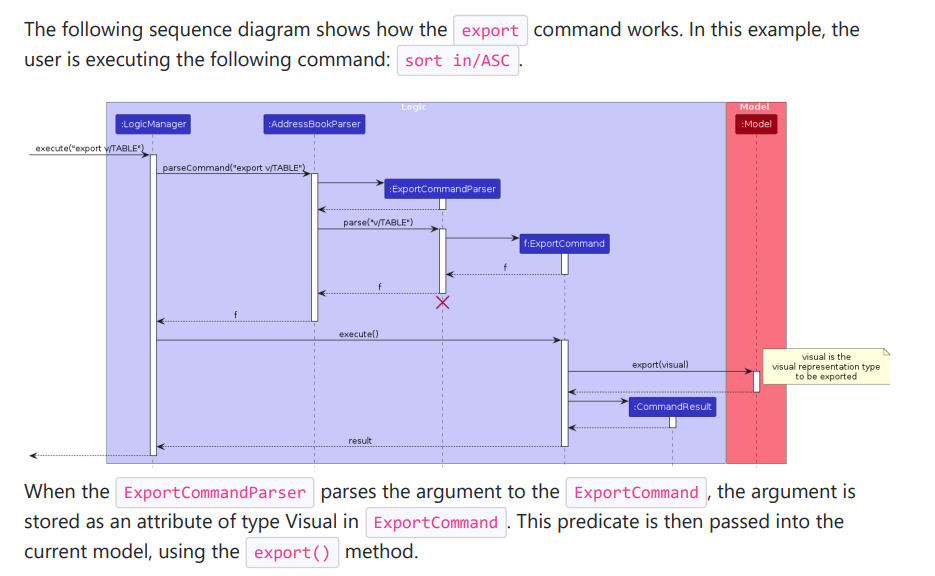 The following sequence diagram shows how the export command works. In this example, the
user is executing the following command: sort in/ASC.
Logic
Model
:LogicManager
:AddressBookParser
:Model
execute("export v/TABLE")
parseCommand("export v/TABLE")
:ExportCommandParser
parse("v/TABLE")
f:ExportCommand
f
f
f
execute()
visual is the
visual representation type
to be exported
export(visual)
:CommandResult
result
When the ExportCommandParser parses the argument to the ExportCommand, the argument is
stored as an attribute of type Visual in ExportCommand. This predicate is then passed into the
current model, using the export() method.